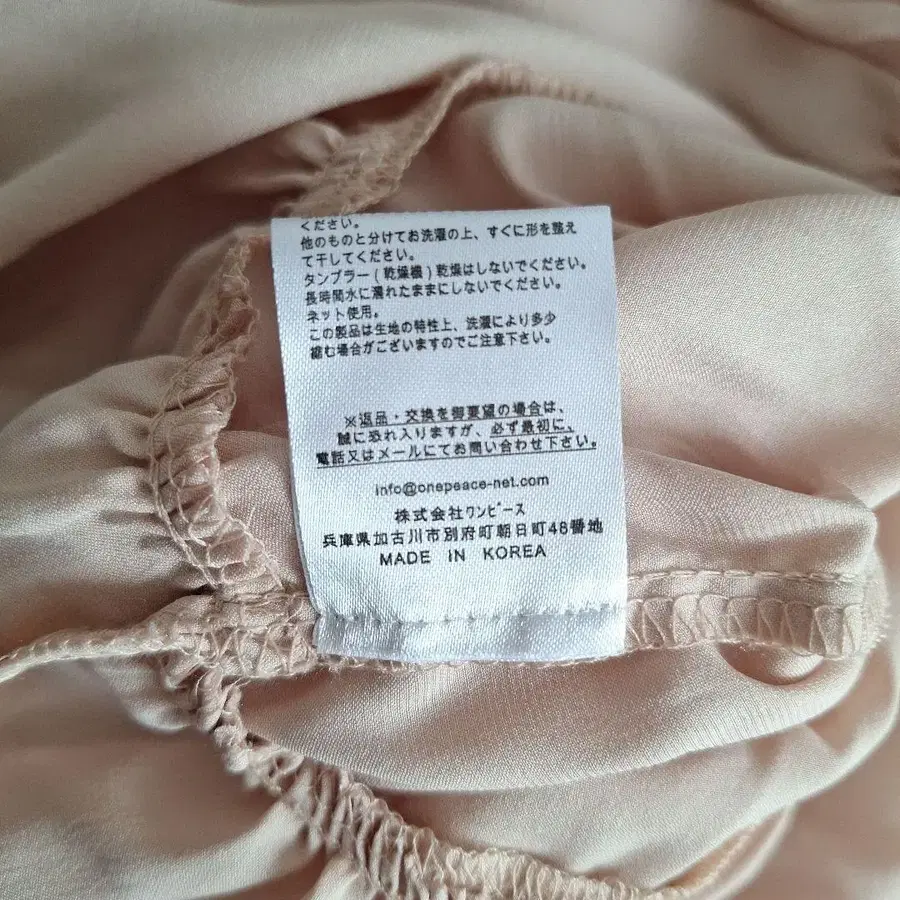 ください。
他のものと分けてお洗濯の上、すぐに形を整え
て干してください。
タンブラー(乾燥機)乾燥はしないでください。
長時間水に濡れたままにしないでください。
ネット使用。
この製品は生地の特性上、洗濯により多少
縮む場合がございますのでご注意下さい。
※返品・交換を御要望の場合は、
誠に恐れ入りますが、必ず最初に、
電話又はメールにてお問い合わせ下さい。
info@onepeace-net.com
株式会社ワンピース
兵庫県加古川市別府町朝日町48番地
MADE IN KOREA